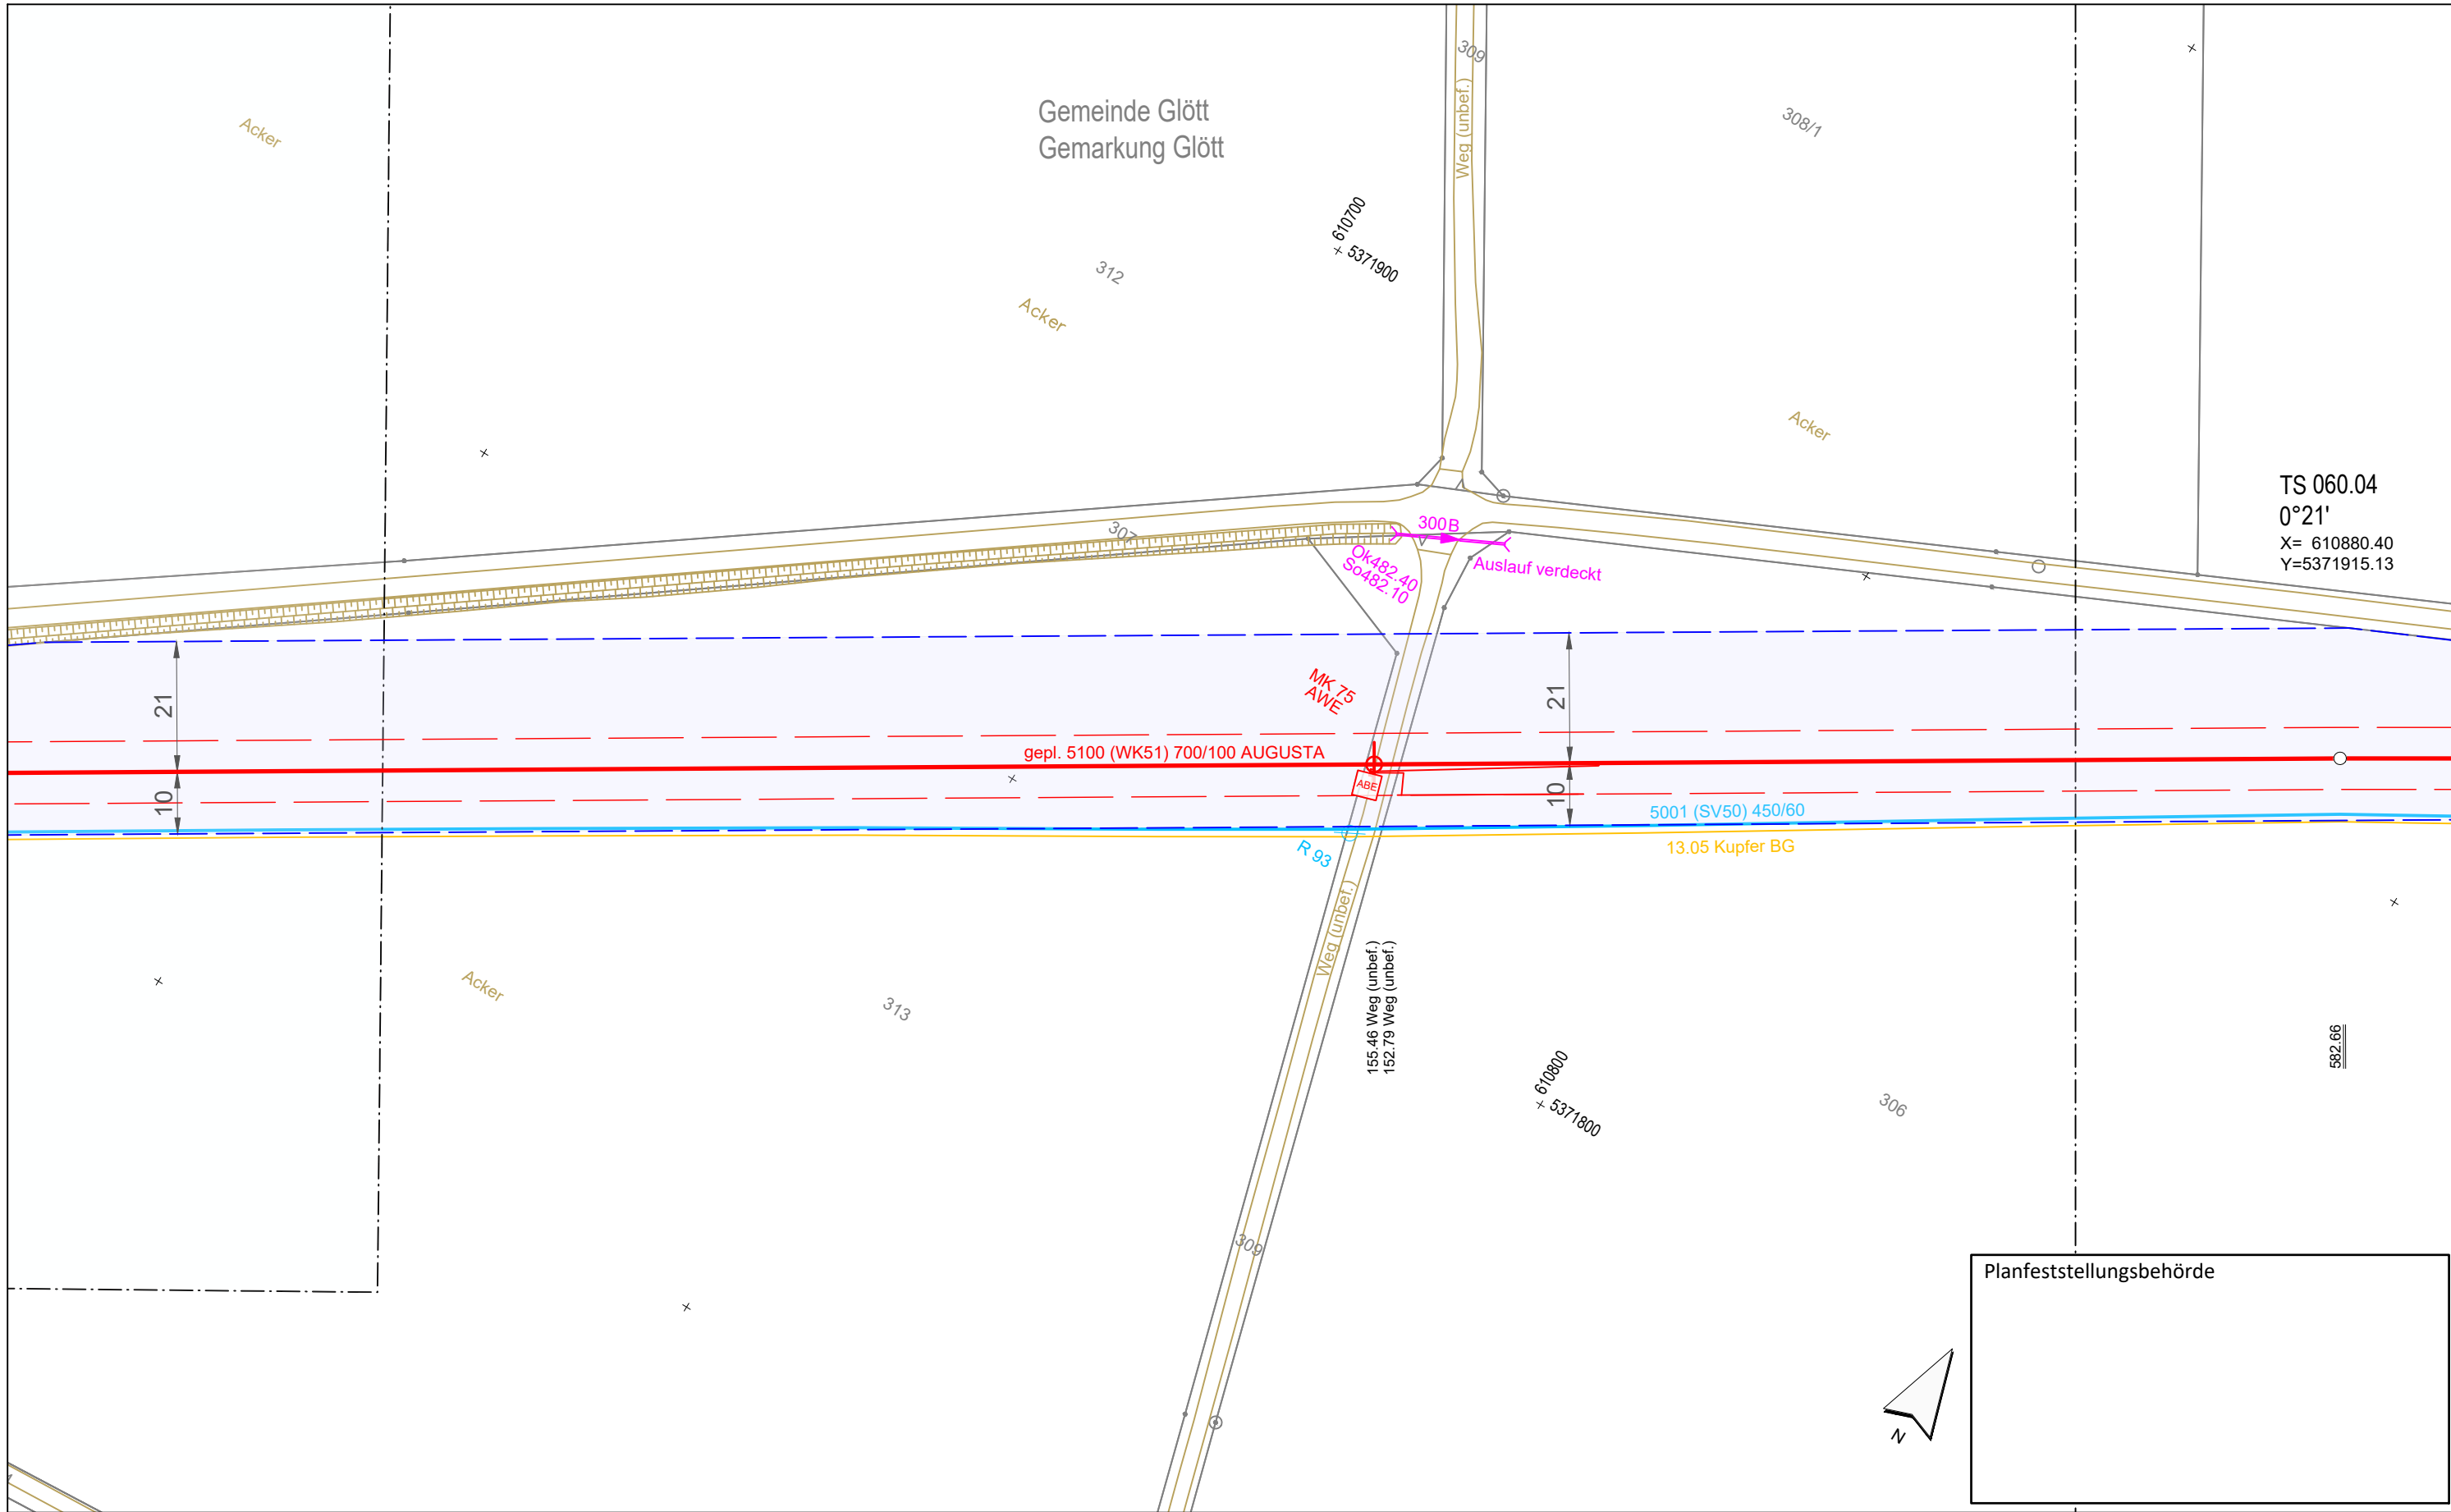 309
Weg (unbef.)
Acker
Gemeinde Glött
Gemarkung Glött
308/1
610700
5371900
312
Acker
Acker
TS 060.04
0°21'
X= 610880.40
Y=5371915.13
307
300B
Ok482.40
So482.10
Auslauf verdeckt
21
21
MK 75
AWE
gepl. 5100 (WK51) 700/100 AUGUSTA
ABE
10
10
5001 (SV50) 450/60
13.05 Kupfer BG
R 93
Weg (unbef.)
155.46 Weg (unbef.)
152.79 Weg (unbef.)
Acker
313
610800
5371800
306
582.66
309
Planfeststellungsbehörde
N